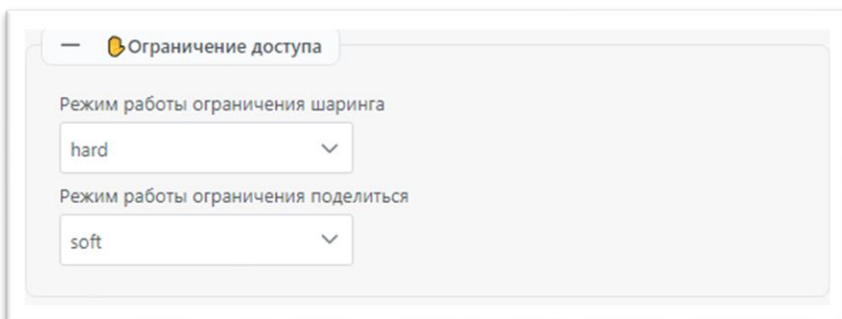 Ограничение доступа
Режим работы ограничения шаринга
hard
Режим работы ограничения поделиться
soft